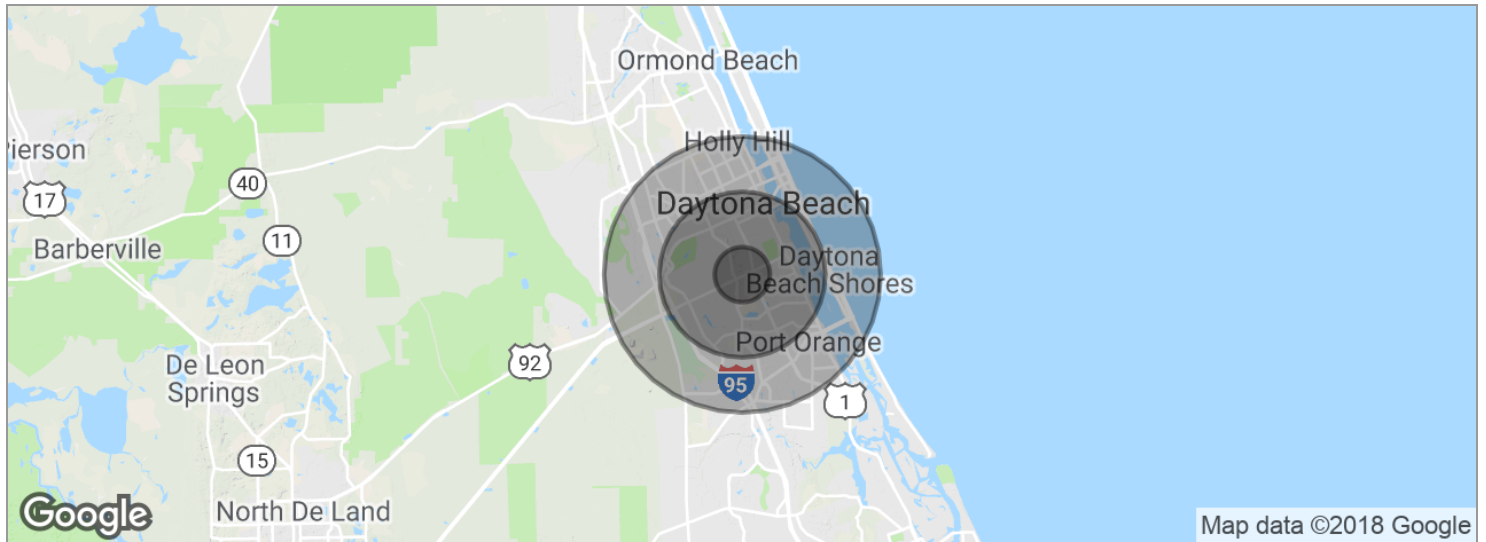 Ormond Beach
Holly Hill
Pierson
40
17
Daytona Beach
11
Barberville
Daytona
Beach Shores
Port Orange
De Leon
Springs
92
95
1
15
North De Land
Google
Map data ©2018 Google